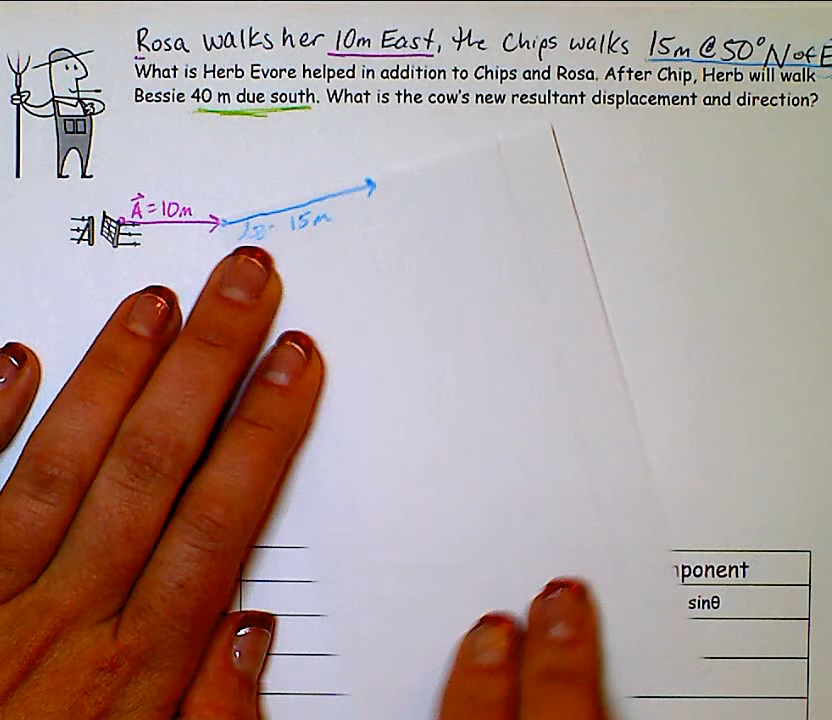 Rosa walks her 10m East, the Chips walks 15m @ 50° N of E
What is Herb Evore helped in addition to Chips and Rosa. After Chip, Herb will walk
Bessie 40 m due south. What is the cow's new resultant displacement and direction?
A = 10m
15m
ponent
sinθ